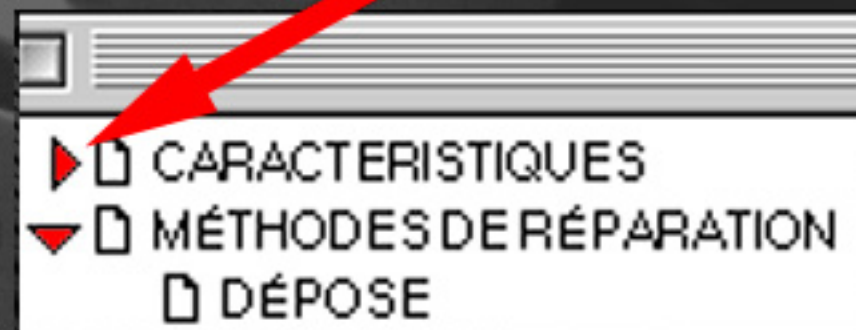 CARACTERISTIQUES
MÉTHODES DE RÉPARATION
DÉPOSE